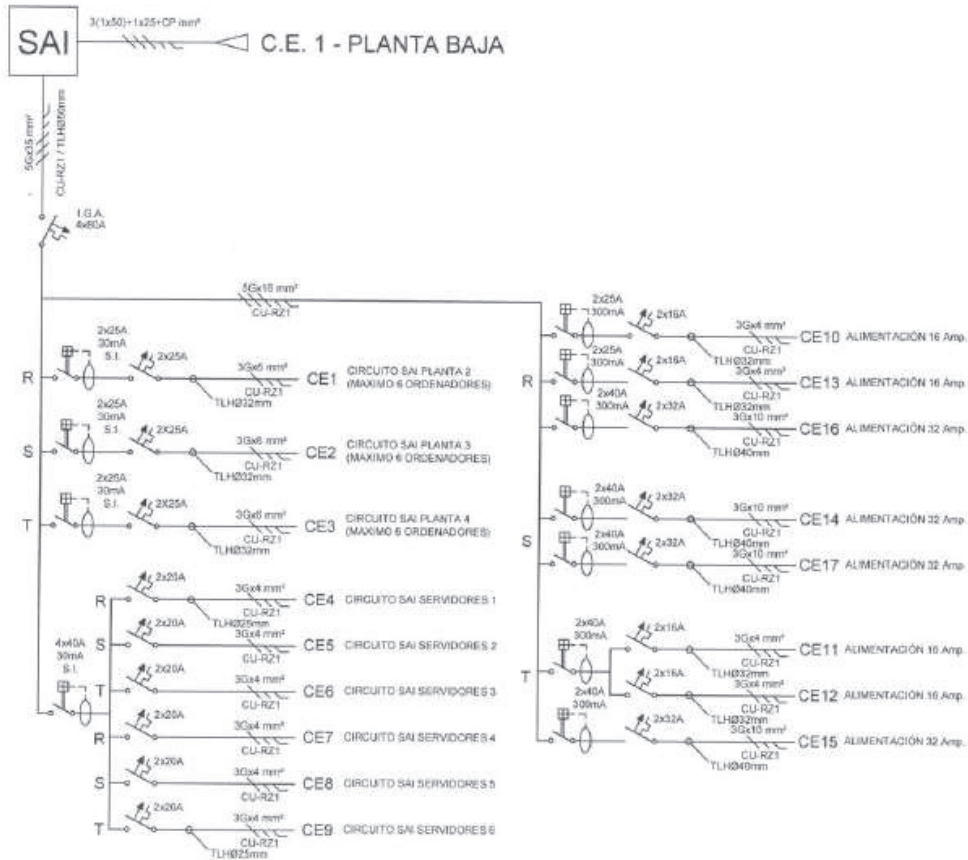 SAI
3(1x50)+1x25+CP mm²
C.E. 1 - PLANTA BAJA
5Gx35 mm²
CU-RZ1 / TLHØ50mm
I.G.A.
4x80A
5Gx16 mm²
CU-RZ1
R
2x25A
30mA
S.I.
2x25A
3Gx6 mm²
CU-RZ1
TLHØ32mm
CE1 CIRCUITO SAI PLANTA 2
(MAXIMO 6 ORDENADORES)
S
2x25A
30mA
S.I.
2X25A
3Gx6 mm²
CU-RZ1
TLHØ32mm
CE2 CIRCUITO SAI PLANTA 3
(MAXIMO 6 ORDENADORES)
T
2x25A
30mA
S.I.
2X25A
3Gx6 mm²
CU-RZ1
TLHØ32mm
CE3 CIRCUITO SAI PLANTA 4
(MAXIMO 6 ORDENADORES)
4x40A
30mA
S.I.
R
2x20A
3Gx4 mm²
CU-RZ1
TLHØ25mm
CE4 CIRCUITO SAI SERVIDORES 1
S
2x20A
3Gx4 mm²
CU-RZ1
CE5 CIRCUITO SAI SERVIDORES 2
T
2x20A
3Gx4 mm²
CU-RZ1
CE6 CIRCUITO SAI SERVIDORES 3
R
2x20A
3Gx4 mm²
CU-RZ1
CE7 CIRCUITO SAI SERVIDORES 4
S
2x20A
3Gx4 mm²
CU-RZ1
CE8 CIRCUITO SAI SERVIDORES 5
T
2x20A
3Gx4 mm²
CU-RZ1
TLHØ25mm
CE9 CIRCUITO SAI SERVIDORES 6
R
2x25A
300mA
2x16A
3Gx4 mm²
CU-RZ1
TLHØ32mm
CE10 ALIMENTACIÓN 16 Amp.
2x25A
300mA
2x16A
3Gx4 mm²
CU-RZ1
TLHØ32mm
CE13 ALIMENTACIÓN 16 Amp.
2x40A
300mA
2x32A
3Gx10 mm²
CU-RZ1
TLHØ40mm
CE16 ALIMENTACIÓN 32 Amp.
S
2x40A
300mA
2x32A
3Gx10 mm²
CU-RZ1
TLHØ40mm
CE14 ALIMENTACIÓN 32 Amp.
2x40A
300mA
2x32A
3Gx10 mm²
CU-RZ1
TLHØ40mm
CE17 ALIMENTACIÓN 32 Amp.
T
2x40A
300mA
2x16A
3Gx4 mm²
CU-RZ1
TLHØ32mm
CE11 ALIMENTACIÓN 16 Amp.
2x16A
3Gx4 mm²
CU-RZ1
TLHØ32mm
CE12 ALIMENTACIÓN 16 Amp.
2x40A
300mA
2x32A
3Gx10 mm²
CU-RZ1
TLHØ40mm
CE15 ALIMENTACIÓN 32 Amp.